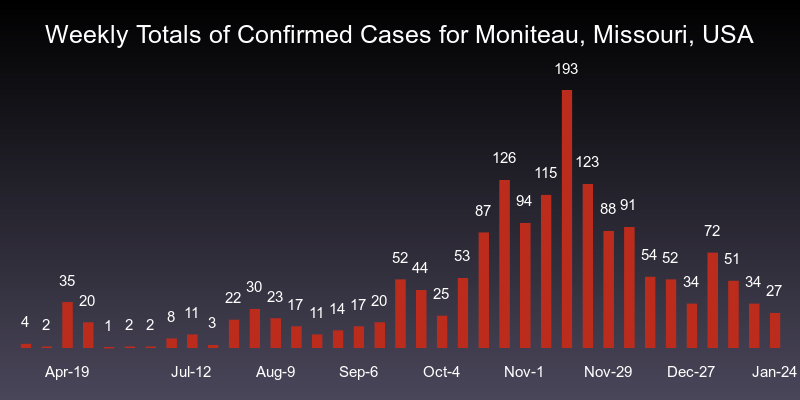 Weekly Totals of Confirmed Cases for Moniteau, Missouri, USA
4 2 35 20 1 2 2 8 11 3 22 30 23 17 11 14 17 20 52 44 25 53 87 126 94 115 193 123 88 91 54 52 34 72 51 34 27
Apr-19 Jul-12 Aug-9 Sep-6 Oct-4 Nov-1 Nov-29 Dec-27 Jan-24